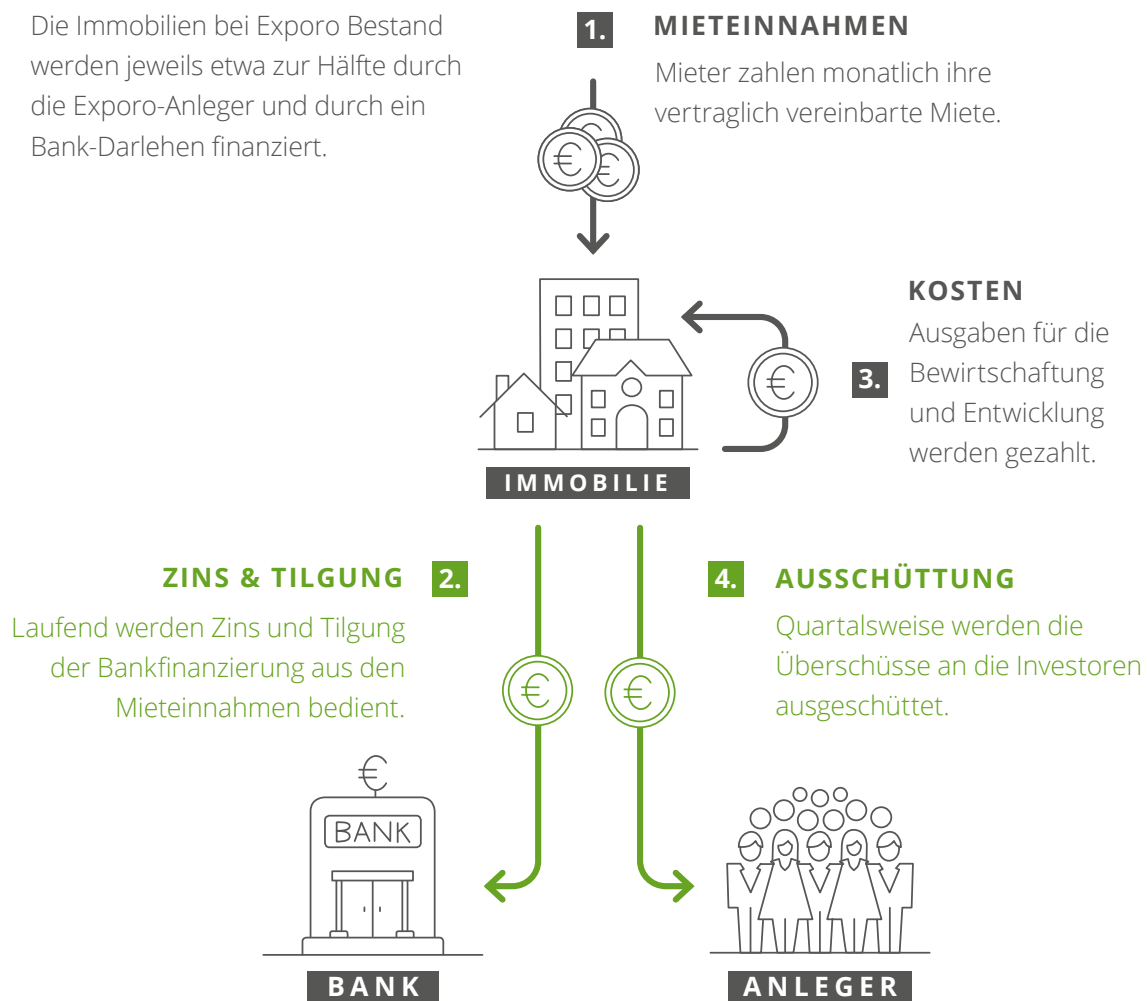 Die Immobilien bei Exporo Bestand
werden jeweils etwa zur Hälfte durch
die Exporo-Anleger und durch ein
Bank-Darlehen finanziert.
1. MIETEINNAHMEN
Mieter zahlen monatlich ihre
vertraglich vereinbarte Miete.
€
€
€
KOSTEN
3.
Ausgaben für die
Bewirtschaftung
und Entwicklung
werden gezahlt.
€
IMMOBILIE
ZINS & TILGUNG 2.
Laufend werden Zins und Tilgung
der Bankfinanzierung aus den
Mieteinnahmen bedient.
€
€
4. AUSSCHÜTTUNG
Quartalsweise werden die
Überschüsse an die Investoren
ausgeschüttet.
€
BANK
BANK
ANLEGER